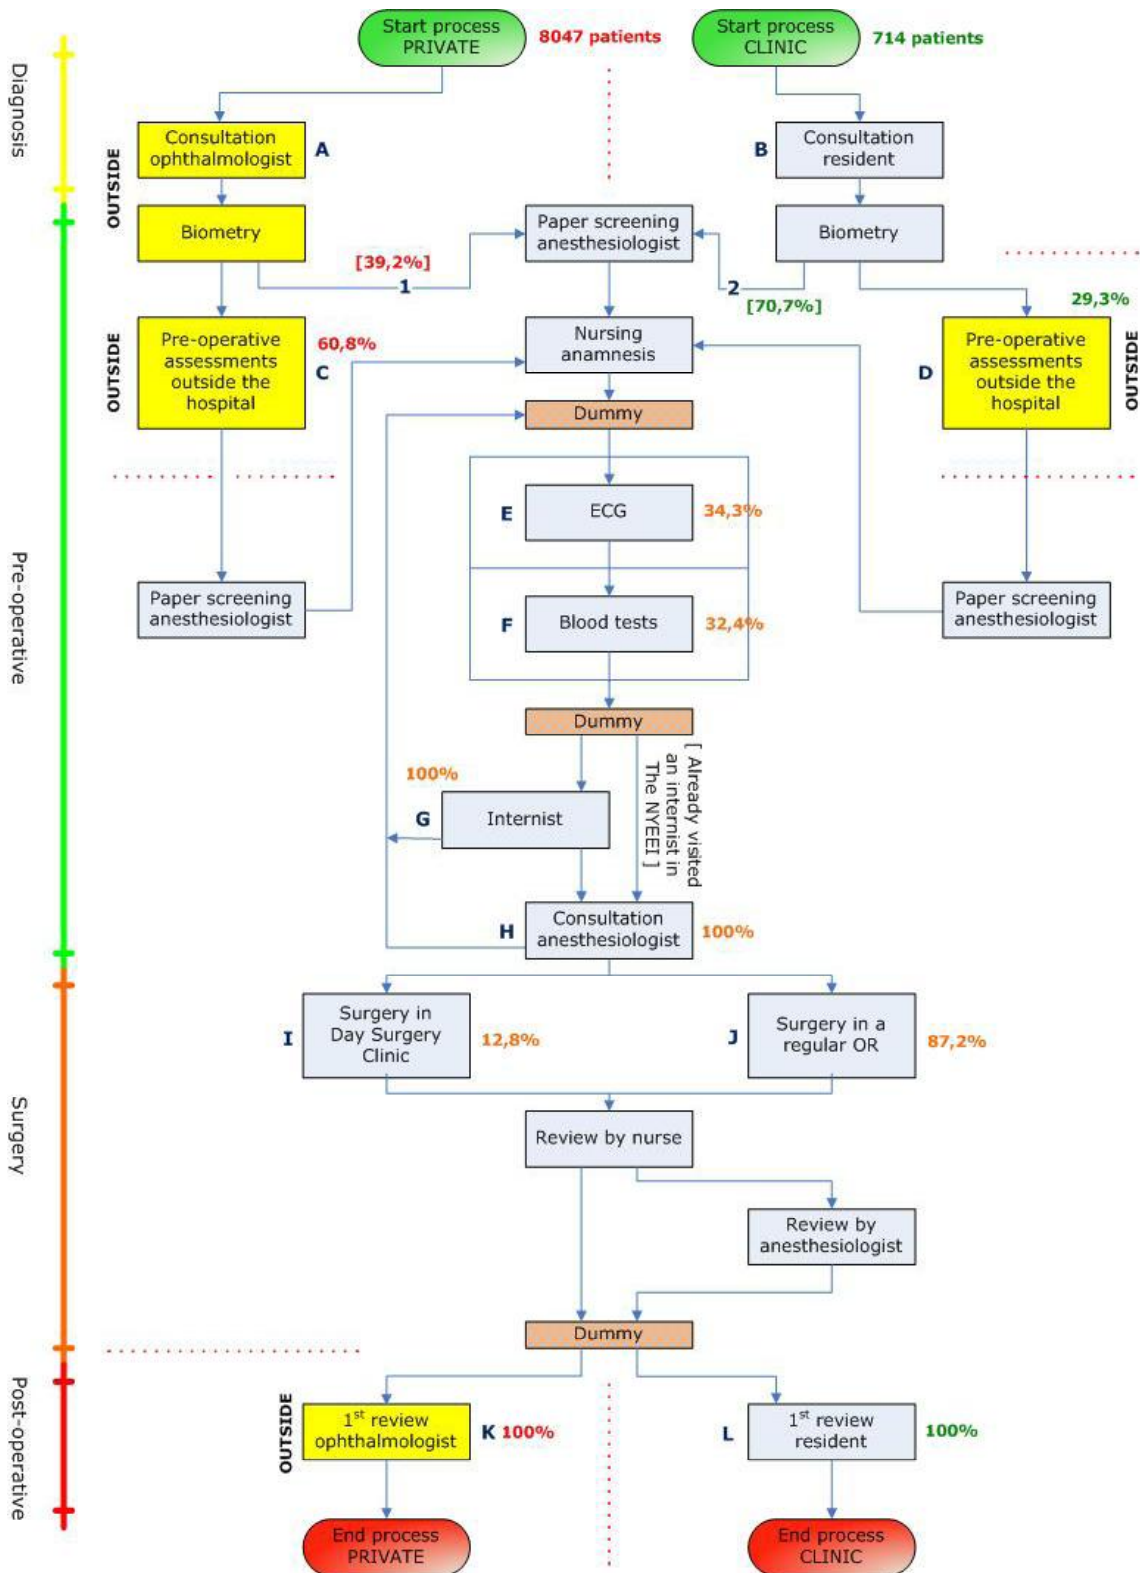 Start process
PRIVATE
8047 patients
Start process
CLINIC
714 patients
Diagnosis
OUTSIDE
Consultation
ophthalmologist
A
B
Consultation
resident
Biometry
Paper screening
anesthesiologist
Biometry
[39,2%]
1
2
[70,7%]
29,3%
OUTSIDE
Pre-operative
assessments
outside the
hospital
60,8%
C
Nursing
anamnesis
D
Pre-operative
assessments
outside the
hospital
OUTSIDE
Dummy
E
ECG
34,3%
Pre-operative
Paper screening
anesthesiologist
F
Blood tests
32,4%
Paper screening
anesthesiologist
Dummy
[ Already visited
an internist in
The NYEEI ]
100%
G
Internist
H
Consultation
anesthesiologist
100%
I
Surgery in
Day Surgery
Clinic
12,8%
J
Surgery in a
regular OR
87,2%
Surgery
Review by nurse
Review by
anesthesiologist
Dummy
Post-operative
OUTSIDE
1st review
ophthalmologist
K 100%
L
1st review
resident
100%
End process
PRIVATE
End process
CLINIC